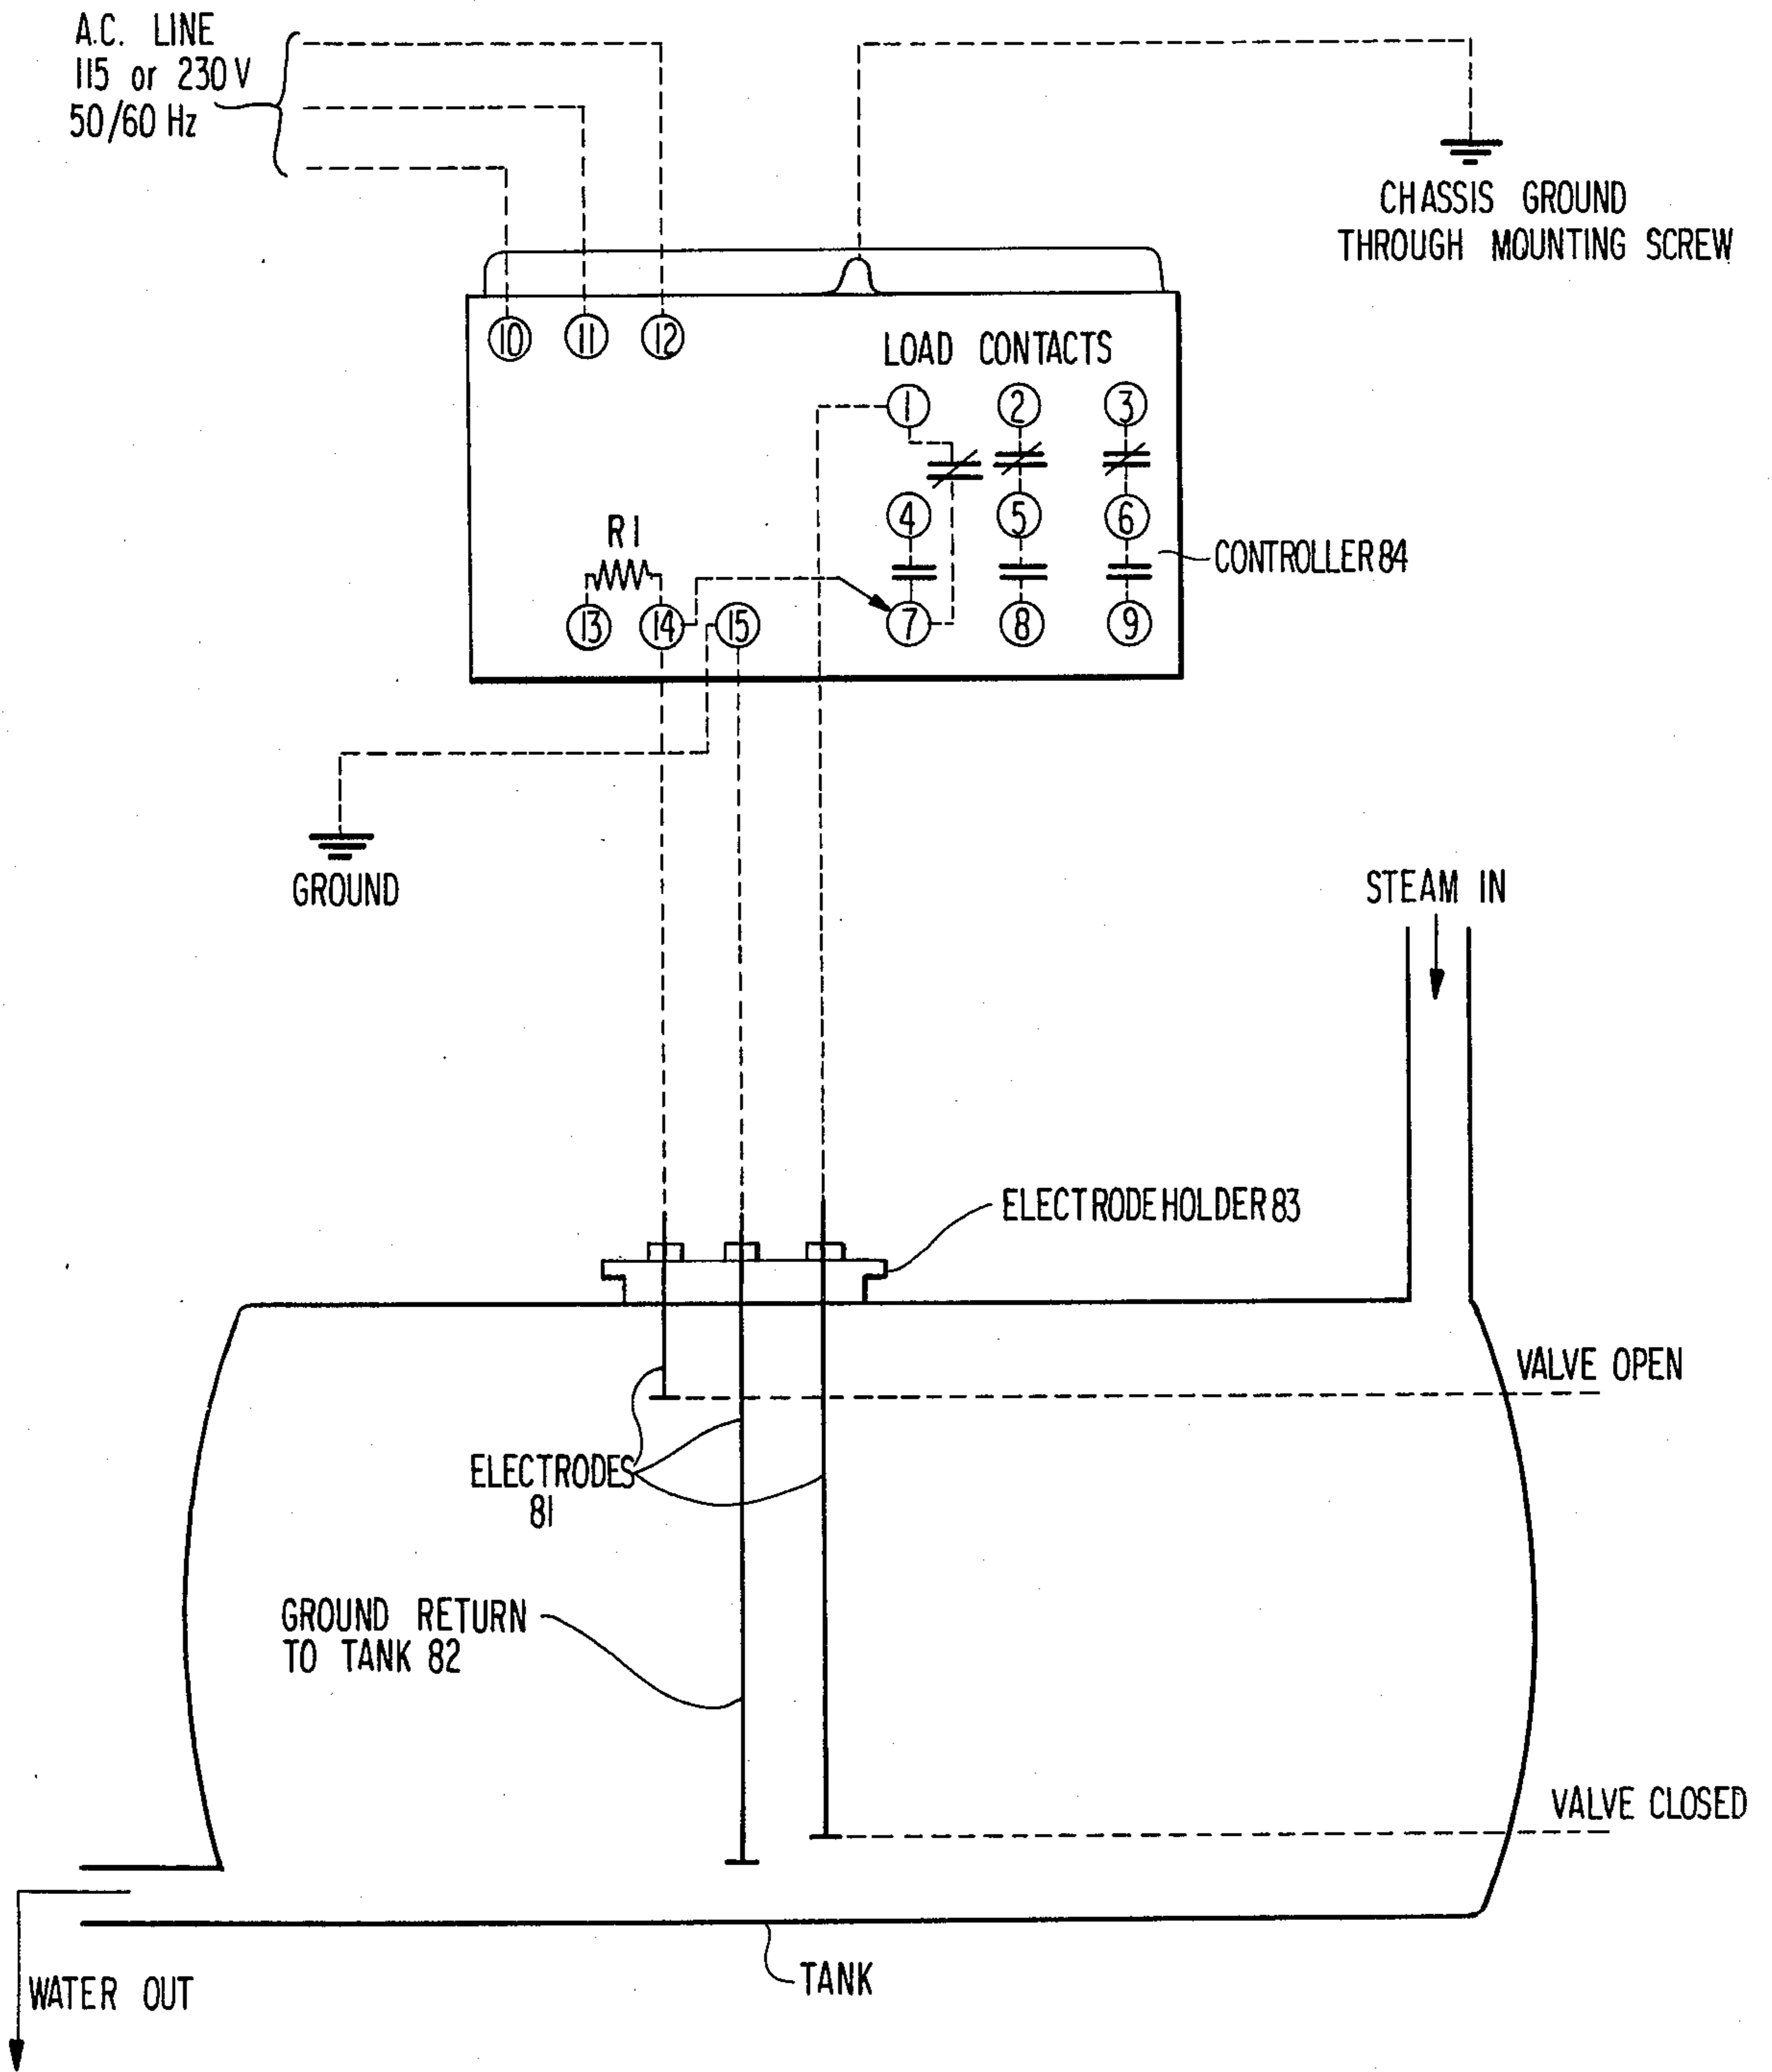 A.C. LINE
115 or 230 V
50/60 Hz
CHASSIS GROUND
THROUGH MOUNTING SCREW
10 11 12
LOAD CONTACTS
1 2 3
4 5 6
R1
CONTROLLER 84
13 14 15 7 8 9
GROUND
STEAM IN
ELECTRODE HOLDER 83
VALVE OPEN
ELECTRODES
81
GROUND RETURN
TO TANK 82
VALVE CLOSED
TANK
WATER OUT